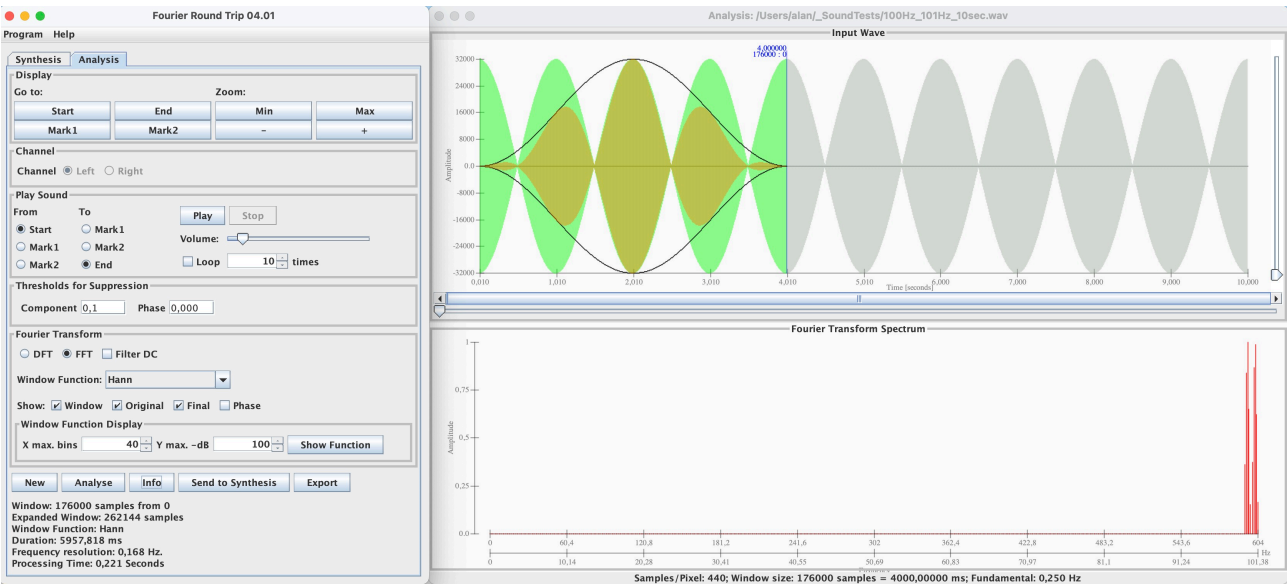 Fourier Round Trip 04.01
Program Help
Synthesis Analysis
Display
Go to: Zoom:
Start End Min Max
Mark1 Mark2 - +
Channel
Channel Left Right
Play Sound
From To
Play Stop
Start Mark1
Volume:
Mark1 Mark2
Mark2 End
Loop 10 times
Thresholds for Suppression
Component 0,1 Phase 0,000
Fourier Transform
DFT FFT Filter DC
Window Function: Hann
Show: Window Original Final Phase
Window Function Display
X max. bins 40 Y max. -dB 100 Show Function
New Analyse Info Send to Synthesis Export
Window: 176000 samples from 0
Expanded Window: 262144 samples
Window Function: Hann
Duration: 5957,818 ms
Frequency resolution: 0,168 Hz.
Processing Time: 0,221 Seconds
Analysis: /Users/alan/_SoundTests/100Hz_101Hz_10sec.wav
Input Wave
4,000000
176000 : 0
32000
24000
16000
8000
0.0
-8000
-16000
-24000
-32000
Amplitude
0,010 1,010 2,010 3,010 4,010 5,010 6,000 7,000 8,000 9,000 10,000
Time [seconds]
Fourier Transform Spectrum
1
0,75
0,5
0,25
0.0
Amplitude
0 60,4 120,8 181,2 241,6 302 362,4 422,8 483,2 543,6 604
Hz
0 10,14 20,28 30,41 40,55 50,69 60,83 70,97 81,1 91,24 101,38
Samples/Pixel: 440; Window size: 176000 samples = 4000,00000 ms; Fundamental: 0,250 Hz